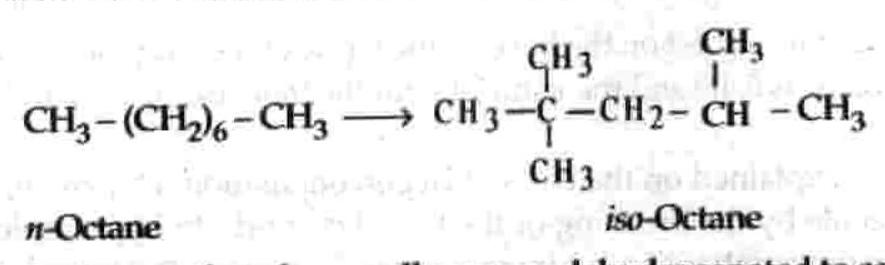 CH3 CH3
CH3–(CH2)6–CH3 ⟶ CH3–C–CH2–CH–CH3
CH3
n-Octane iso-Octane